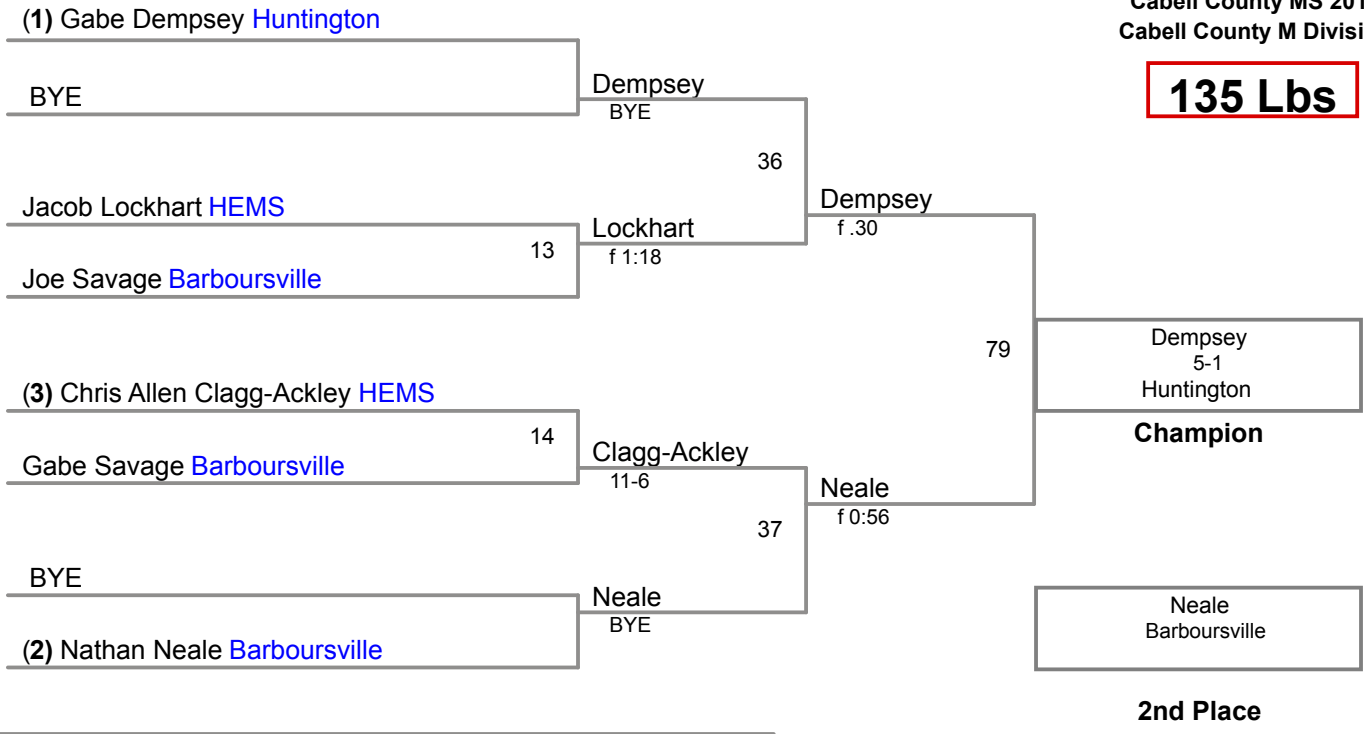 Cabell County MS 201
Cabell County M Divisi
135 Lbs
(1) Gabe Dempsey Huntington
BYE
Dempsey
BYE
36
Jacob Lockhart HEMS
13
Joe Savage Barboursville
Lockhart
f 1:18
Dempsey
f .30
79
(3) Chris Allen Clagg-Ackley HEMS
14
Gabe Savage Barboursville
Clagg-Ackley
11-6
37
BYE
(2) Nathan Neale Barboursville
Neale
BYE
Neale
f 0:56
Dempsey
5-1
Huntington
Champion
Neale
Barboursville
2nd Place